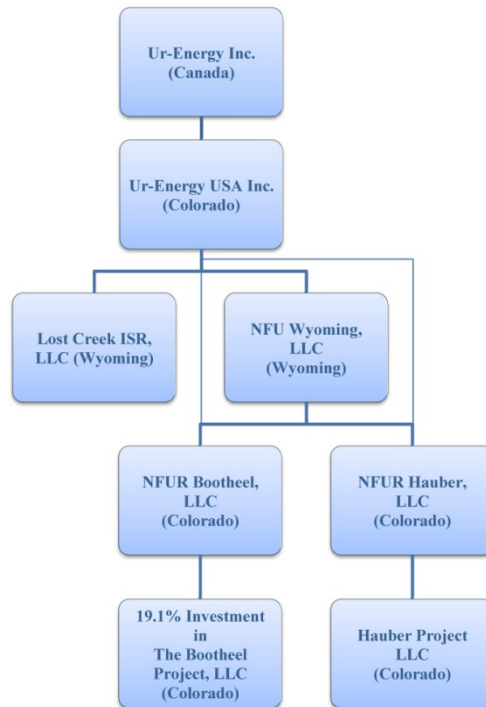 Ur-Energy Inc.
(Canada)
Ur-Energy USA Inc.
(Colorado)
Lost Creek ISR,
LLC (Wyoming)
NFU Wyoming,
LLC
(Wyoming)
NFUR Bootheel,
LLC
(Colorado)
NFUR Hauber,
LLC
(Colorado)
19.1% Investment
in
The Bootheel
Project, LLC
(Colorado)
Hauber Project
LLC
(Colorado)